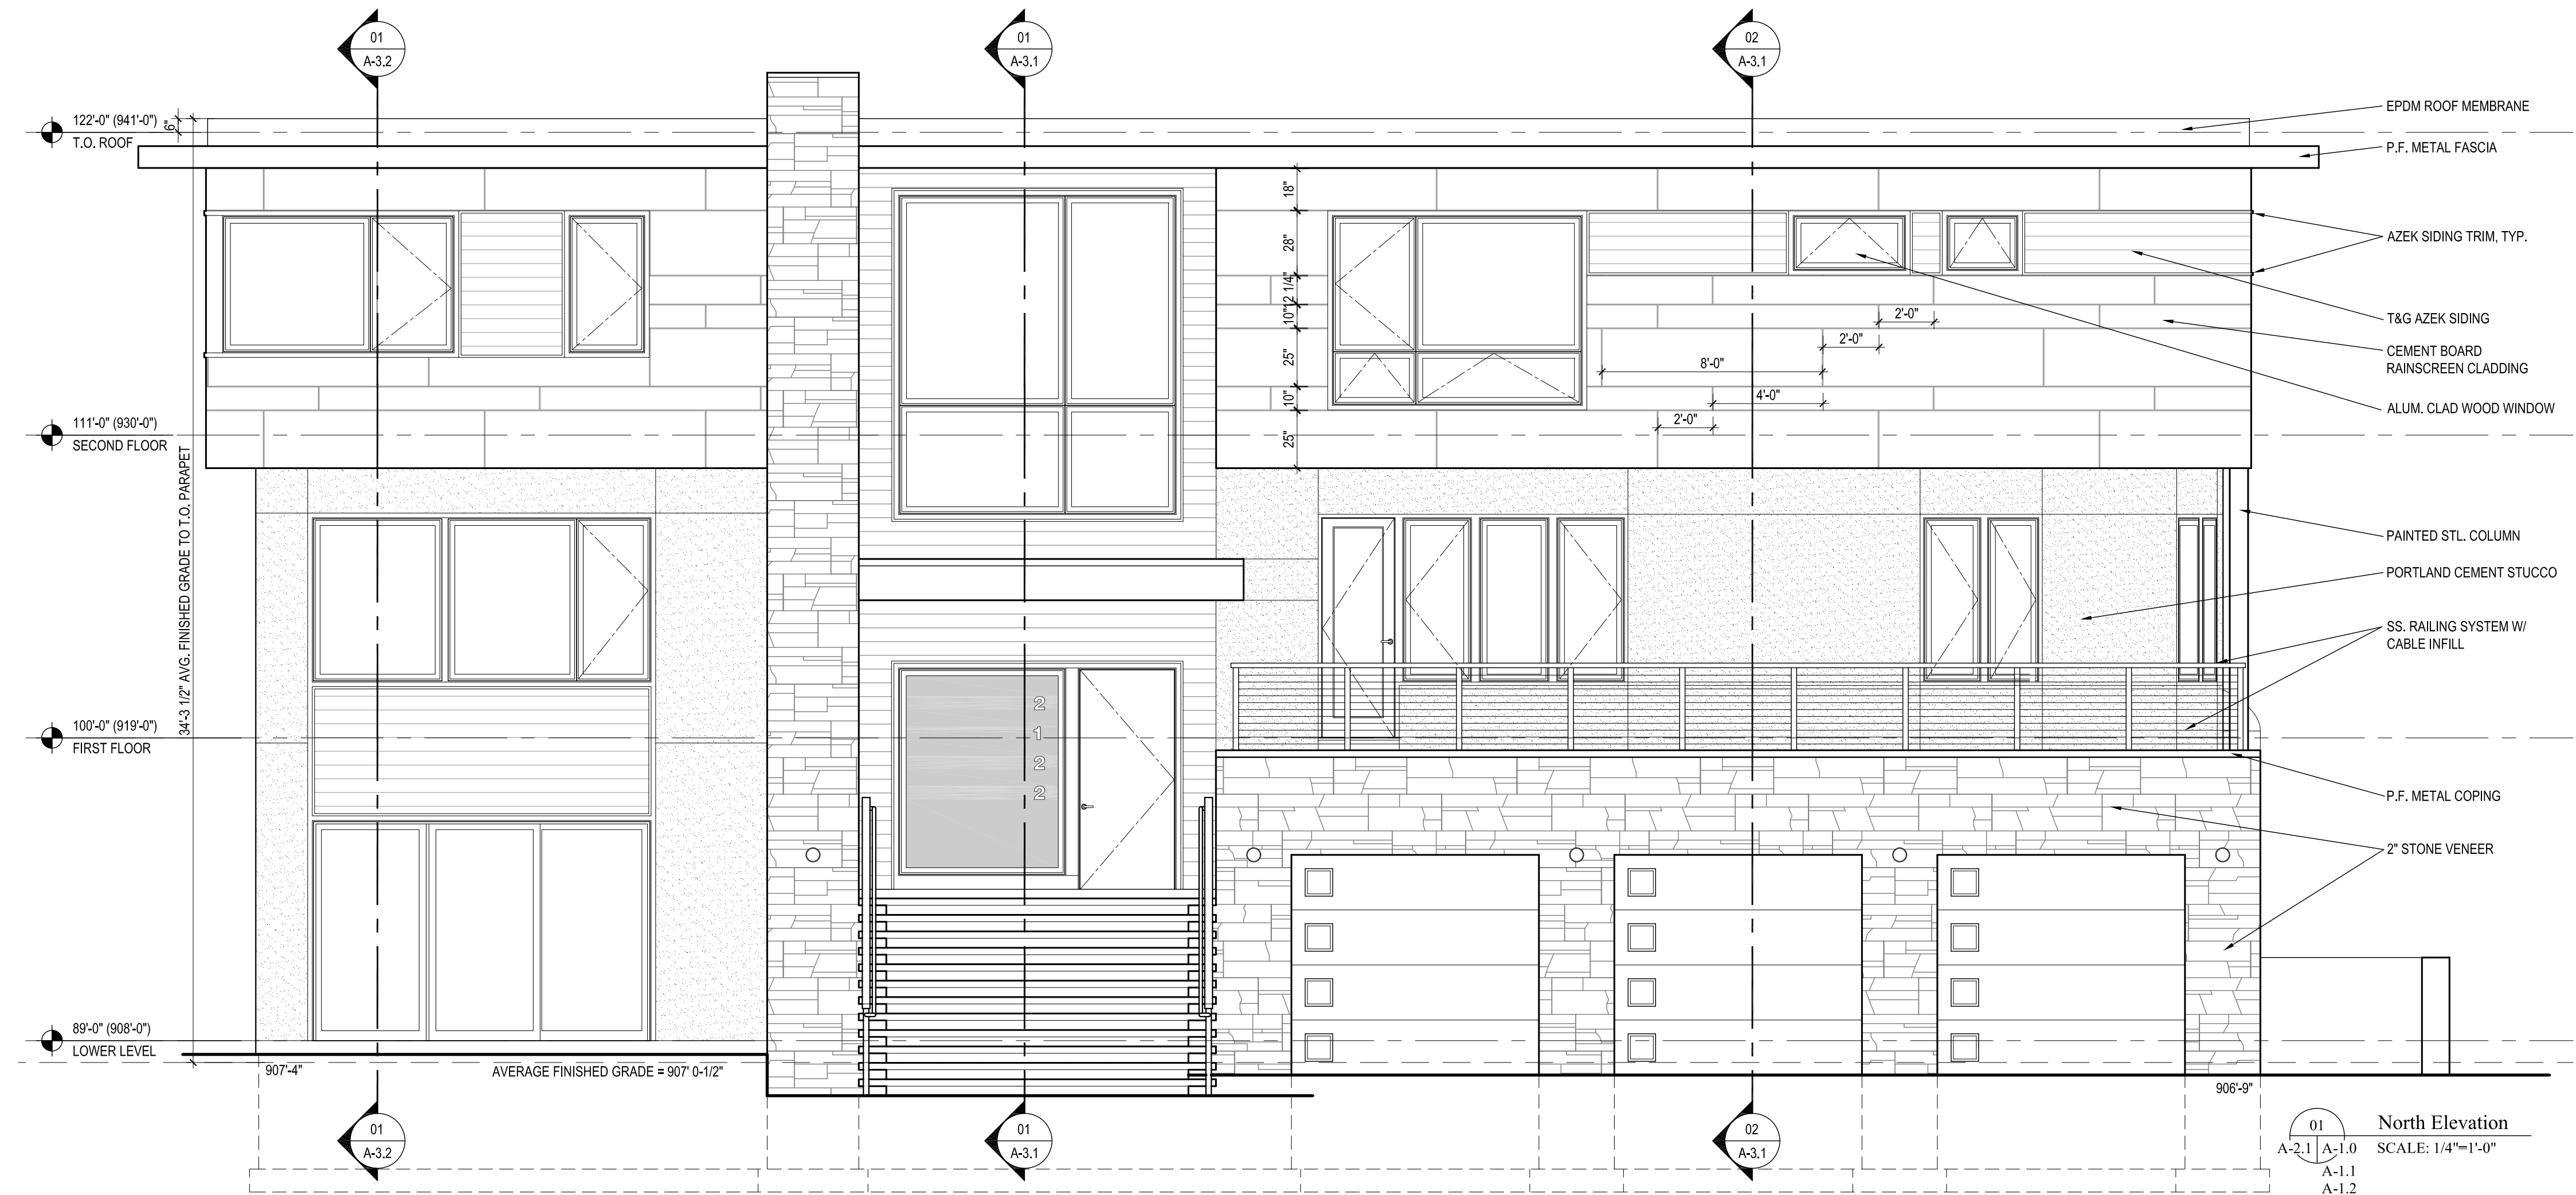 01
A-3.2
01
A-3.1
02
A-3.1
122'-0" (941'-0")
T.O. ROOF
6"
EPDM ROOF MEMBRANE
P.F. METAL FASCIA
18"
28"
12 1/4"
10"
25"
10"
25"
AZEK SIDING TRIM, TYP.
T&G AZEK SIDING
2'-0"
2'-0"
8'-0"
4'-0"
2'-0"
CEMENT BOARD
RAINSCREEN CLADDING
ALUM. CLAD WOOD WINDOW
111'-0" (930'-0")
SECOND FLOOR
34'-3 1/2" AVG. FINISHED GRADE TO T.O. PARAPET
PAINTED STL. COLUMN
PORTLAND CEMENT STUCCO
SS. RAILING SYSTEM W/
CABLE INFILL
100'-0" (919'-0")
FIRST FLOOR
2
1
2
2
P.F. METAL COPING
2" STONE VENEER
89'-0" (908'-0")
LOWER LEVEL
907'-4"
AVERAGE FINISHED GRADE = 907' 0-1/2"
906'-9"
01
A-3.2
01
A-3.1
02
A-3.1
01
North Elevation
A-2.1
A-1.0
SCALE: 1/4"=1'-0"
A-1.1
A-1.2